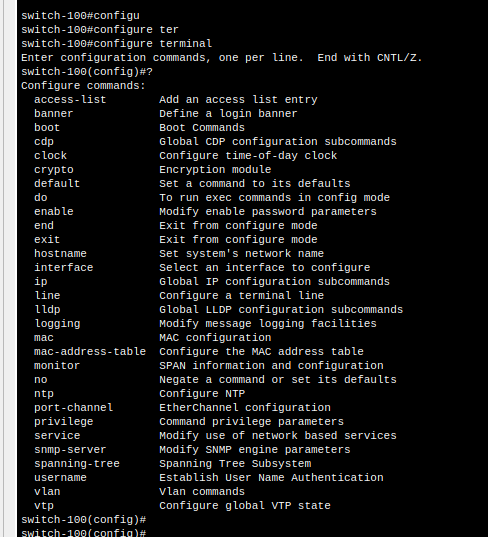 switch-100#configu
switch-100#configure ter
switch-100#configure terminal
Enter configuration commands, one per line.  End with CNTL/Z.
switch-100(config)#?
Configure commands:
  access-list        Add an access list entry
  banner             Define a login banner
  boot               Boot Commands
  cdp                Global CDP configuration subcommands
  clock              Configure time-of-day clock
  crypto             Encryption module
  default            Set a command to its defaults
  do                 To run exec commands in config mode
  enable             Modify enable password parameters
  end                Exit from configure mode
  exit               Exit from configure mode
  hostname           Set system's network name
  interface          Select an interface to configure
  ip                 Global IP configuration subcommands
  line               Configure a terminal line
  lldp               Global LLDP configuration subcommands
  logging            Modify message logging facilities
  mac                MAC configuration
  mac-address-table  Configure the MAC address table
  monitor            SPAN information and configuration
  no                 Negate a command or set its defaults
  ntp                Configure NTP
  port-channel       EtherChannel configuration
  privilege          Command privilege parameters
  service            Modify use of network based services
  snmp-server        Modify SNMP engine parameters
  spanning-tree      Spanning Tree Subsystem
  username           Establish User Name Authentication
  vlan               Vlan commands
  vtp                Configure global VTP state
switch-100(config)#
switch-100(config)#